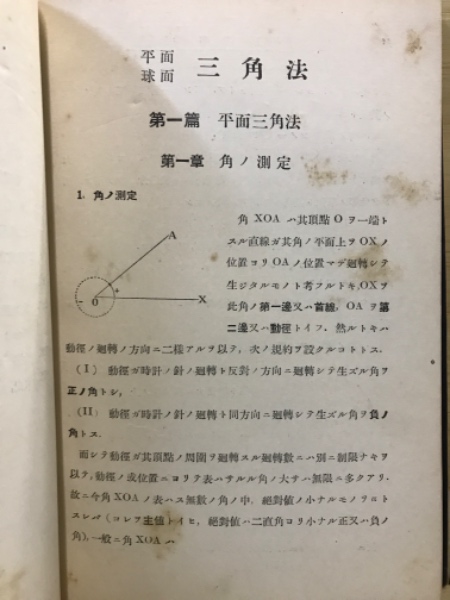 平面
球面 三角法
第一篇 平面三角法
第一章 角ノ測定
1. 角ノ測定
A
O
X
+
-
角 XOA ハ其頂點 O ヲ一端ト
スル直線ガ其角ノ平面上ヲ OX ノ
位置ヨリ OA ノ位置マデ廻轉シテ
生ジタルモノト考フルトキ, OX ヲ
此角ノ第一邊又ハ首線, OA ヲ第
二邊又ハ動徑トイフ. 然ルトキハ
動徑ノ廻轉ノ方向ニ二樣アルヲ以テ, 次ノ規約ヲ設クルコトトス.
(I) 動徑ガ時計ノ針ノ廻轉ト反對ノ方向ニ廻轉シテ生ズル角ヲ
正ノ角トシ,
(II) 動徑ガ時計ノ針ノ廻轉ト同方向ニ廻轉シテ生ズル角ヲ負ノ
角トス.
而シテ動徑ガ其頂點ノ周圍ヲ廻轉スル廻轉數ニハ別ニ制限ナキヲ
以テ, 動徑ノ或位置ニヨリテ表ハサルル角ノ大サハ無限ニ多クアリ.
故ニ今角 XOA ノ表ハス無數ノ角ノ中, 絕對値ノ小ナルモノヲニト
スレバ (コレヲ主値トイヒ, 絕對値ハ二直角ヨリ小ナル正又ハ負ノ
角), 一般ニ角 XOA ハ